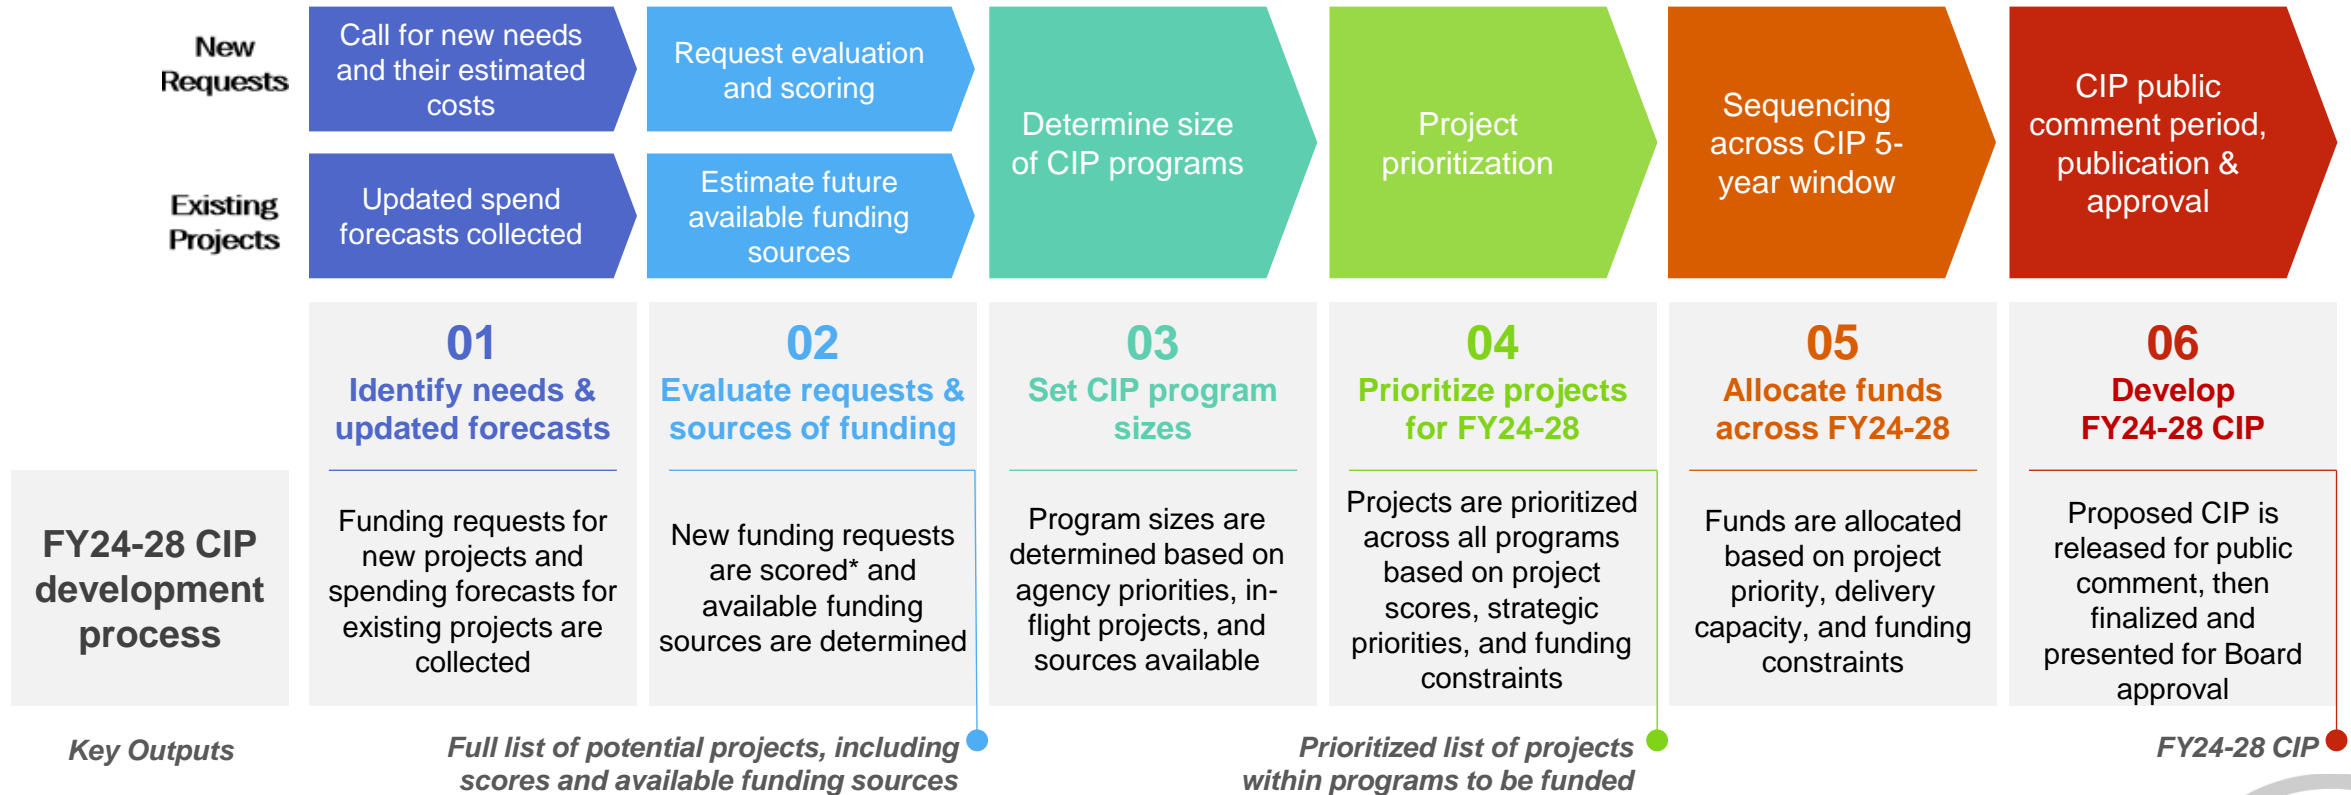 New
Requests
Call for new needs
and their estimated
costs
Request evaluation
and scoring
Existing
Projects
Updated spend
forecasts collected
Estimate future
available funding
sources
Determine size
of CIP programs
Project
prioritization
Sequencing
across CIP 5-
year window
CIP public
comment period,
publication &
approval
FY24-28 CIP
development
process
01
Identify needs &
updated forecasts
Funding requests for
new projects and
spending forecasts for
existing projects are
collected
02
Evaluate requests &
sources of funding
New funding requests
are scored* and
available funding
sources are determined
03
Set CIP program
sizes
Program sizes are
determined based on
agency priorities, in-
flight projects, and
sources available
04
Prioritize projects
for FY24-28
Projects are prioritized
across all programs
based on project
scores, strategic
priorities, and funding
constraints
05
Allocate funds
across FY24-28
Funds are allocated
based on project
priority, delivery
capacity, and funding
constraints
06
Develop
FY24-28 CIP
Proposed CIP is
released for public
comment, then
finalized and
presented for Board
approval
Key Outputs
Full list of potential projects, including
scores and available funding sources
Prioritized list of projects
within programs to be funded
FY24-28 CIP